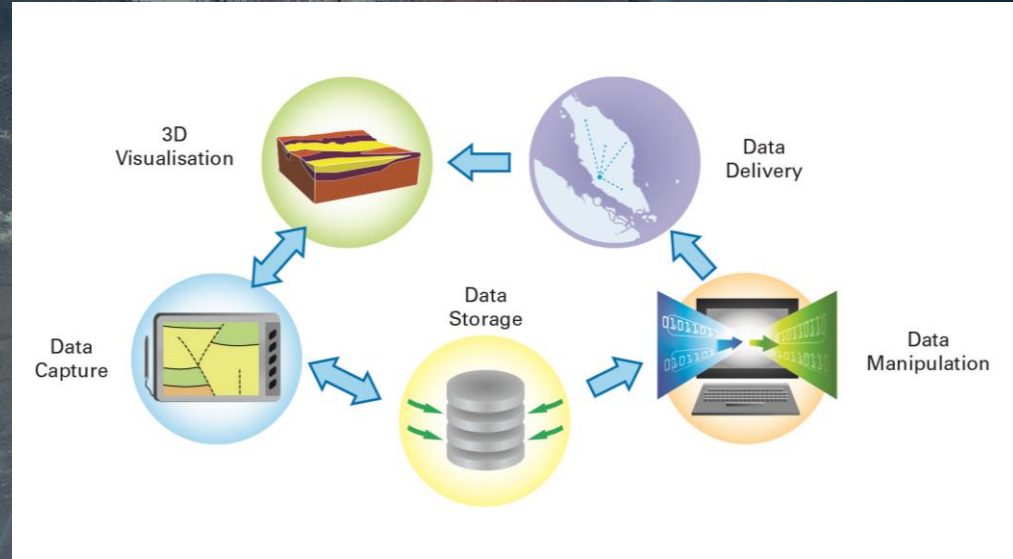 3D
Visualisation
Data
Delivery
Data
Storage
Data
Capture
Data
Manipulation